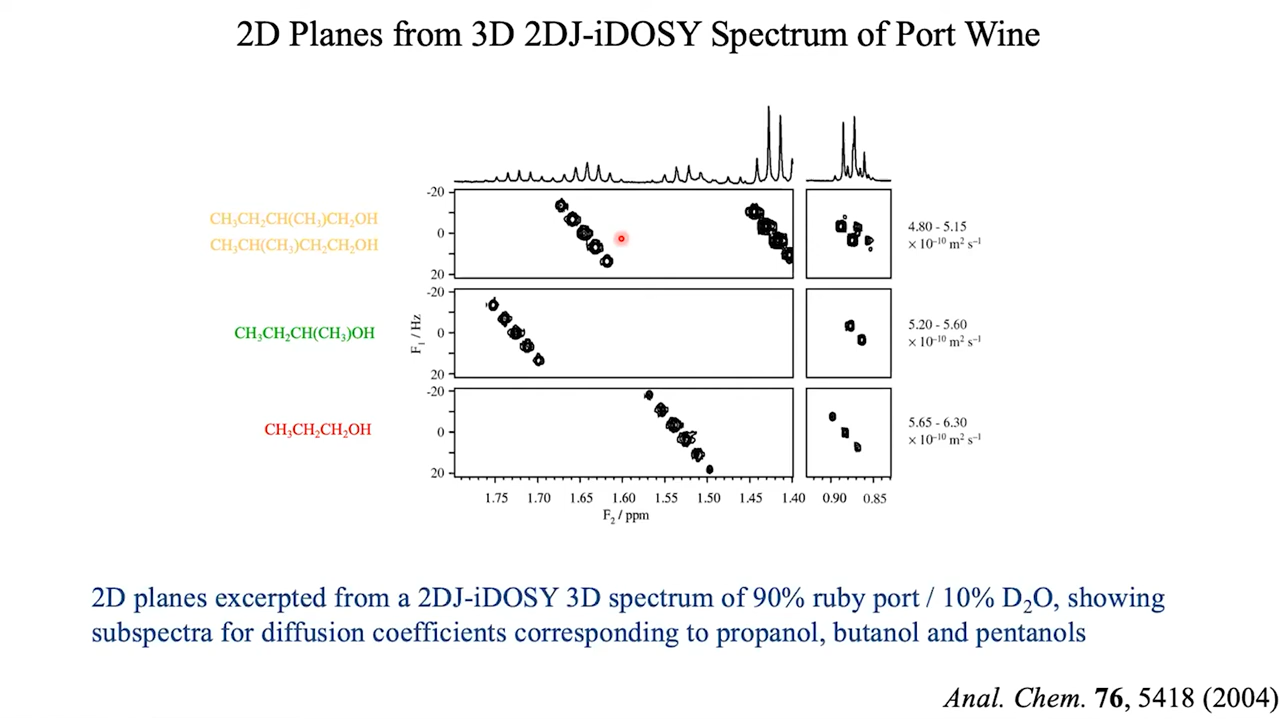 2D Planes from 3D 2DJ-iDOSY Spectrum of Port Wine
CH₃CH₂CH(CH₃)CH₂OH
CH₃CH(CH₃)CH₂CH₂OH
-20
0
20
4.80 - 5.15
× 10⁻¹⁰ m² s⁻¹
CH₃CH₂CH(CH₃)OH
F₁ / Hz
-20
0
20
5.20 - 5.60
× 10⁻¹⁰ m² s⁻¹
CH₃CH₂CH₂OH
-20
0
20
5.65 - 6.30
× 10⁻¹⁰ m² s⁻¹
1.75 1.70 1.65 1.60 1.55 1.50 1.45 1.40 0.90 0.85
F₂ / ppm
2D planes excerpted from a 2DJ-iDOSY 3D spectrum of 90% ruby port / 10% D₂O, showing
subspectra for diffusion coefficients corresponding to propanol, butanol and pentanols
Anal. Chem. 76, 5418 (2004)